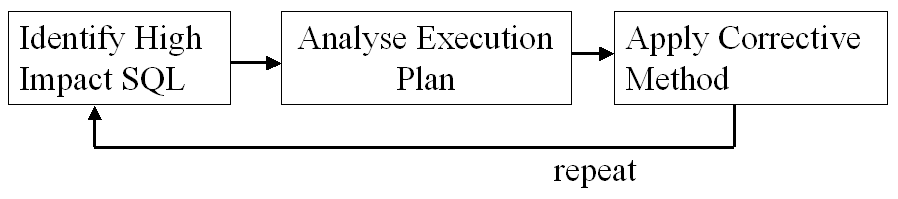 Identify High
Impact SQL
Analyse Execution
Plan
Apply Corrective
Method
repeat